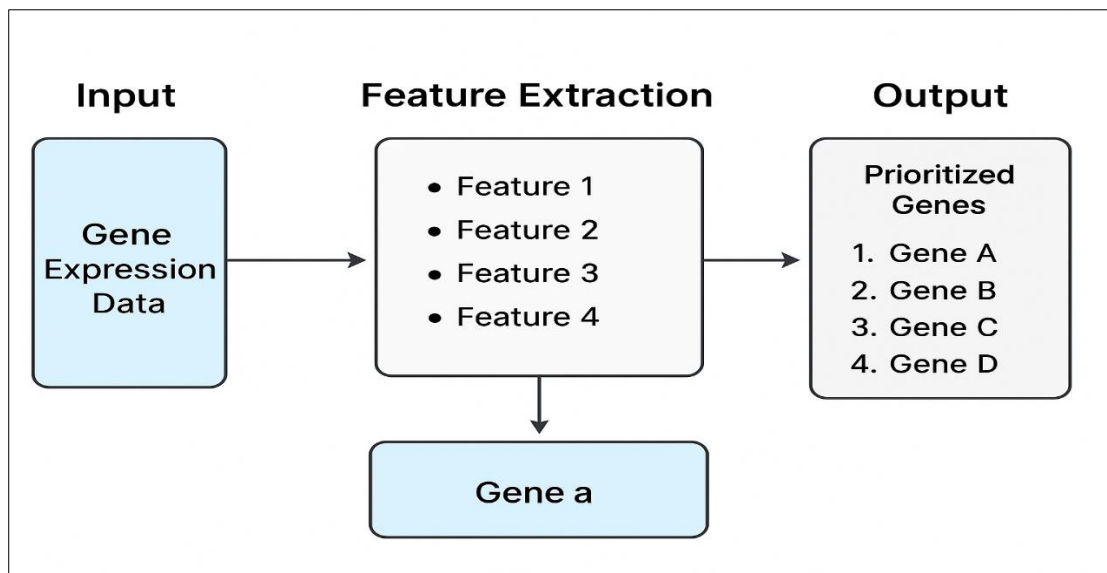 Input
Gene
Expression
Data
Feature Extraction
• Feature 1
• Feature 2
• Feature 3
• Feature 4
Gene a
Output
Prioritized
Genes
1. Gene A
2. Gene B
3. Gene C
4. Gene D